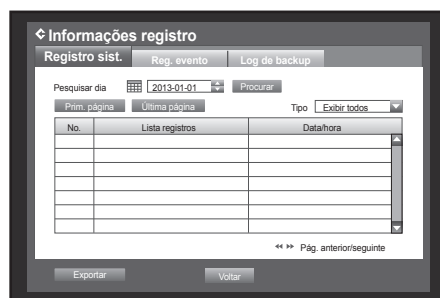 Informações registro
Registro sist. Reg. evento Log de backup
Pesquisar dia 2013-01-01 Procurar
Prim. página Última página Tipo Exibir todos
No. Lista registros Data/hora
Pág. anterior/seguinte
Exportar Voltar